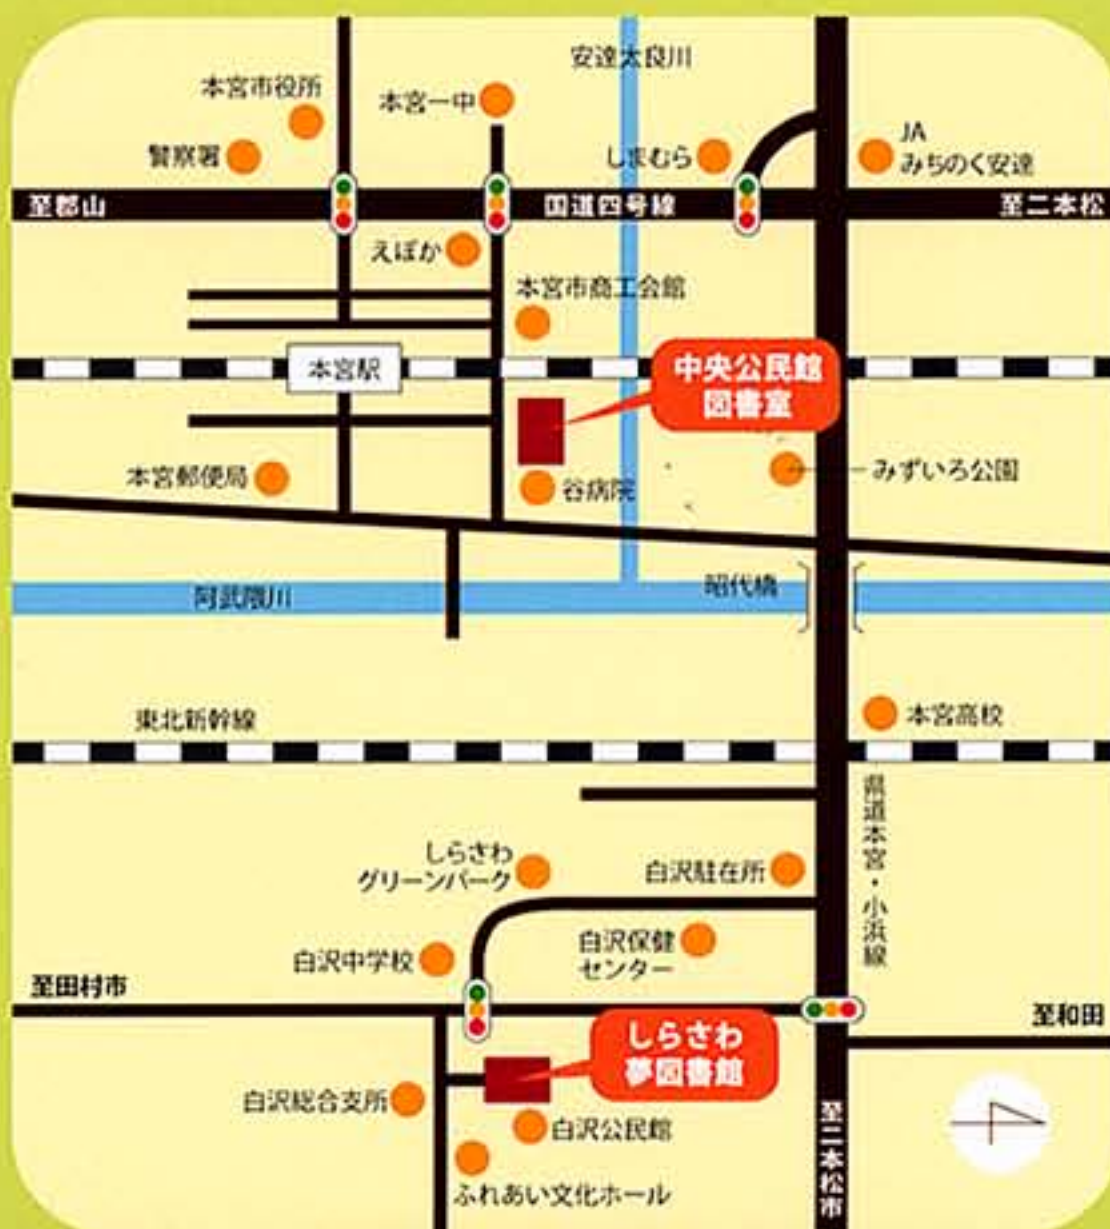 安達太良川
本宮市役所
本宮一中
警察署
しまむら
JA
みちのく安達
至郡山
国道四号線
至二本松
えぽか
本宮市商工会館
本宮駅
中央公民館
図書室
本宮郵便局
谷病院
みずいろ公園
阿武隈川
昭代橋
東北新幹線
本宮高校
県道本宮・小浜線
しらさわ
グリーンパーク
白沢駐在所
白沢中学校
白沢保健
センター
至田村市
至和田
しらさわ
夢図書館
白沢総合支所
白沢公民館
ふれあい文化ホール
至二本松市